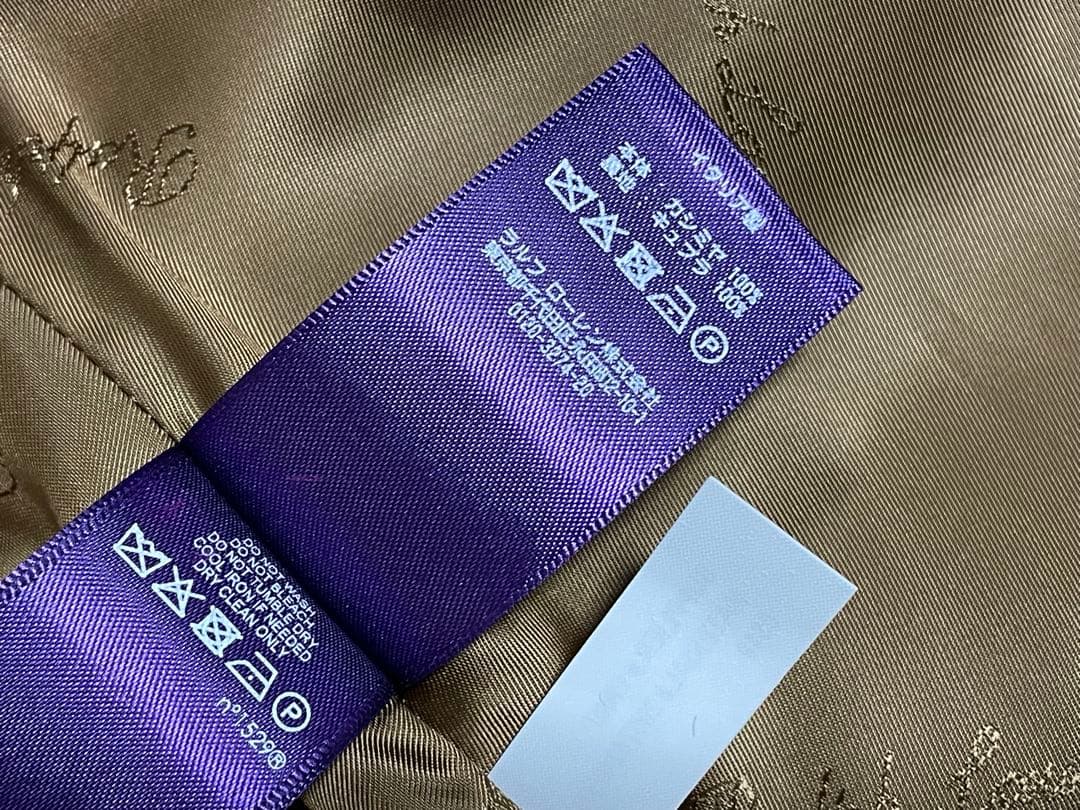 イタリア製
本体 : カシミヤ 100%
裏地 : キュプラ 100%
P
ラルフ ローレン株式会社
東京都千代田区永田町2-10-1
0120-3274-20
DO NOT WASH
DO NOT BLEACH
DO NOT TUMBLE DRY
COOL IRON IF NEEDED
DRY CLEAN ONLY
P
n°1529®